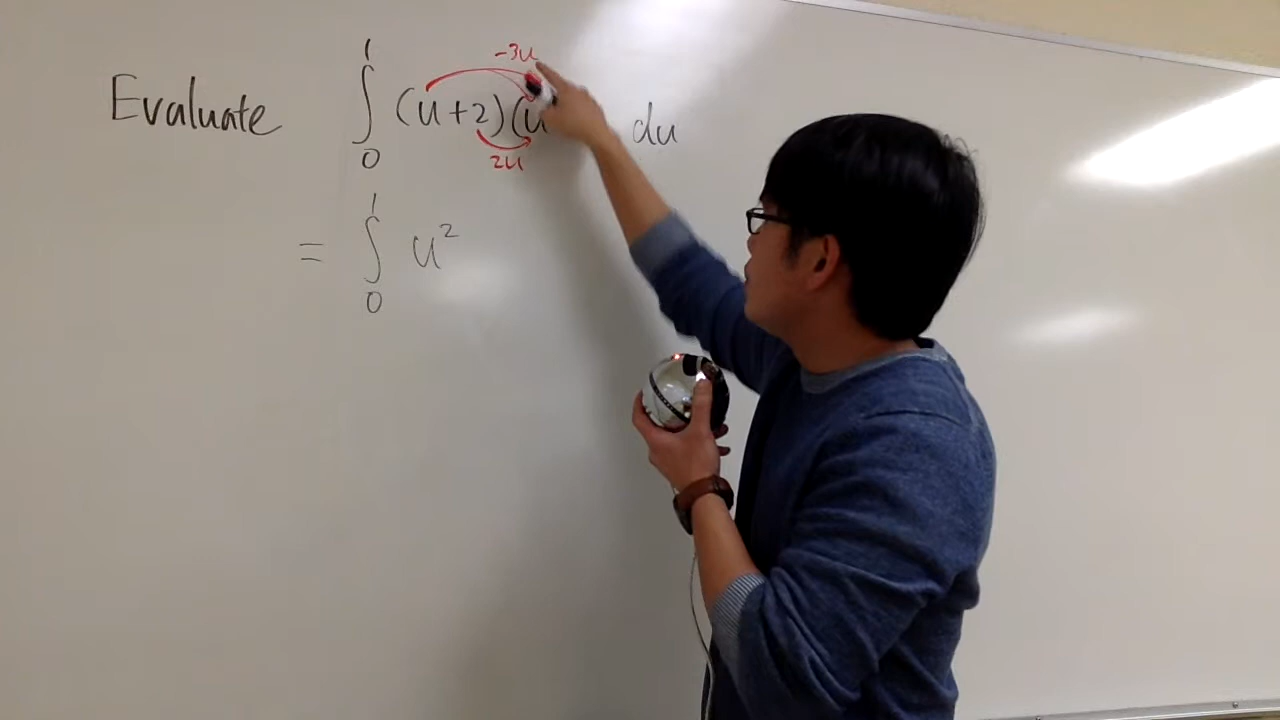 -3u
Evaluate ∫₀¹ (u+2)(u du
2u
= ∫₀¹ u²